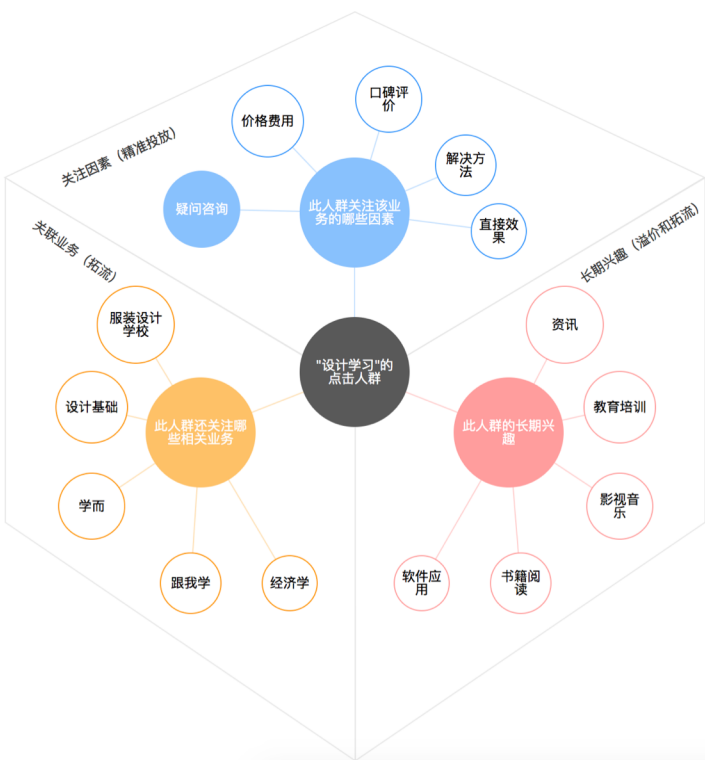 口碑评
价
价格费用
关注因素（精准投放）
解决方
法
疑问咨询
此人群关注该业
务的哪些因素
直接效
果
关联业务（拓流）
长期兴趣（溢价和拓流）
服装设计
学校
资讯
"设计学习"的
点击人群
设计基础
教育培训
此人群还关注哪
些相关业务
此人群的长期兴
趣
学而
影视音
乐
跟我学
经济学
软件应
用
书籍阅
读